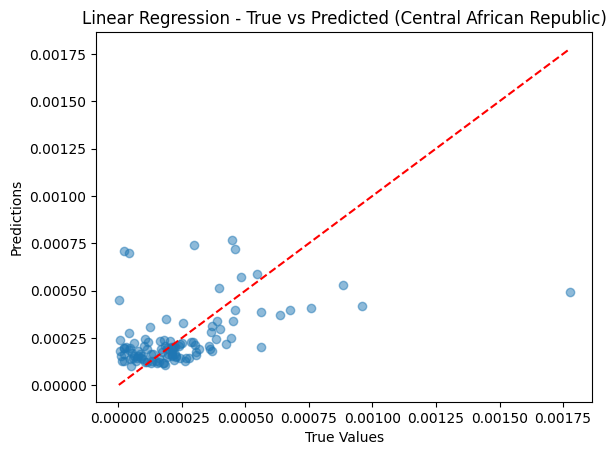 Linear Regression - True vs Predicted (Central African Republic)
0.00175
0.00150
0.00125
0.00100
0.00075
0.00050
0.00025
0.00000
Predictions
0.00000 0.00025 0.00050 0.00075 0.00100 0.00125 0.00150 0.00175
True Values